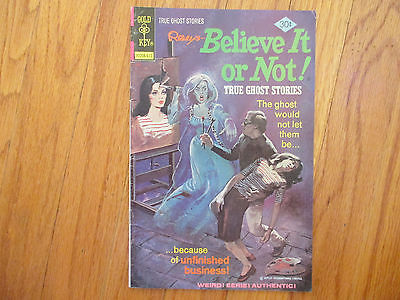 GOLD
KEY
TRUE GHOST STORIES
30¢
Ripley's
Believe It
or Not!
TRUE GHOST STORIES
The ghost
would not
let them
be...
...because
of unfinished
business!
WEIRD! EERIE! AUTHENTIC!